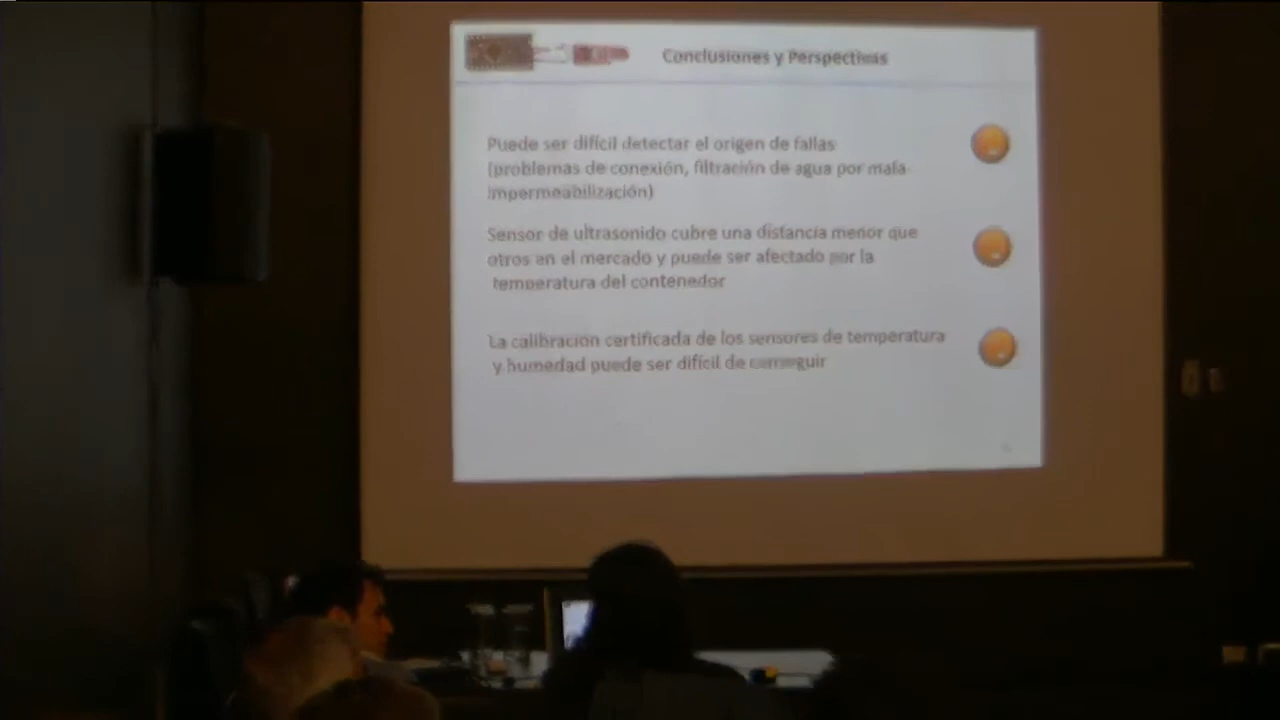 Conclusiones y Perspectivas
Puede ser difícil detectar el origen de fallas
(problemas de conexión, filtración de agua por mala
impermeabilización)
Sensor de ultrasonido cubre una distancia menor que
otros en el mercado y puede ser afectado por la
temperatura del contenedor
La calibración certificada de los sensores de temperatura
y humedad puede ser difícil de conseguir